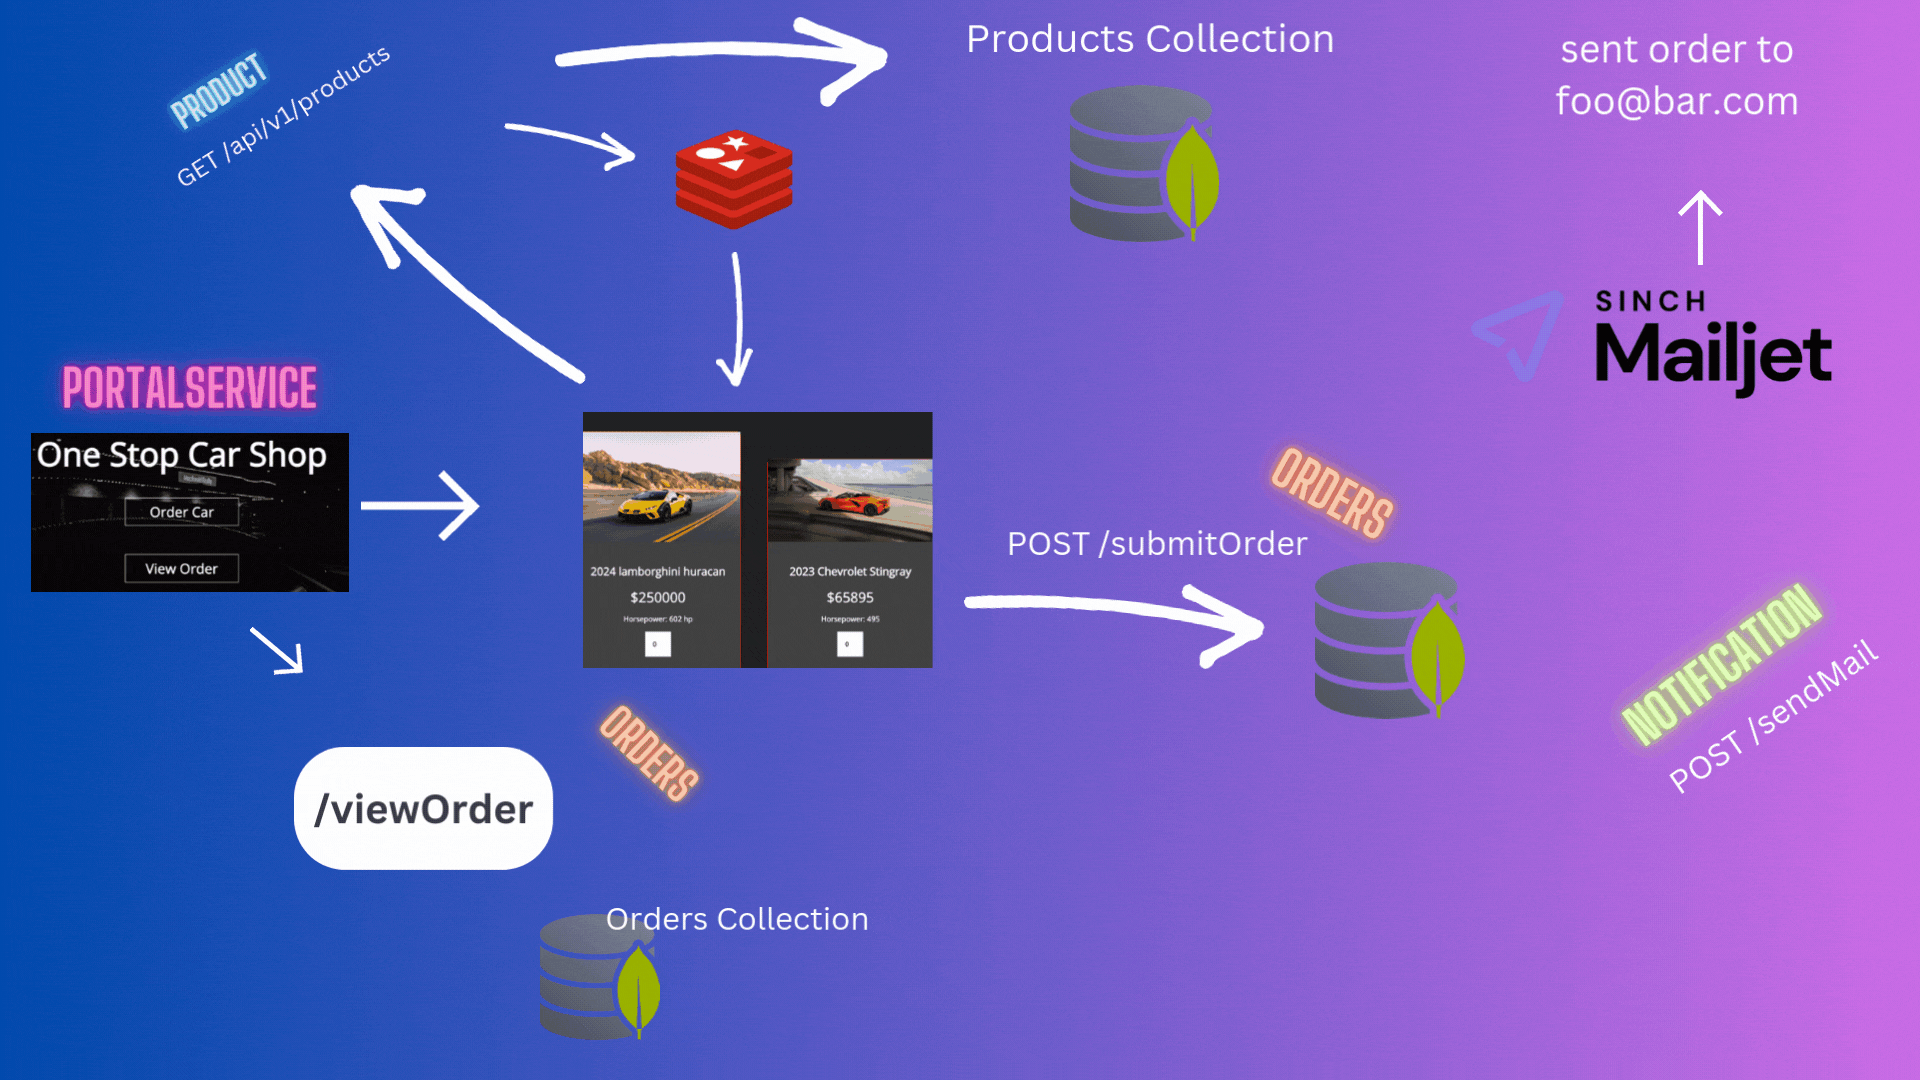 PRODUCT
GET /api/v1/products
Products Collection
sent order to
foo@bar.com
SINCH
Mailjet
PORTALSERVICE
One Stop Car Shop
Order Car
View Order
2024 lamborghini huracan
$250000
Horsepower: 602 hp
0
2023 Chevrolet Stingray
$65895
Horsepower: 495
0
ORDERS
POST /submitOrder
NOTIFICATION
POST /sendMail
ORDERS
/viewOrder
Orders Collection